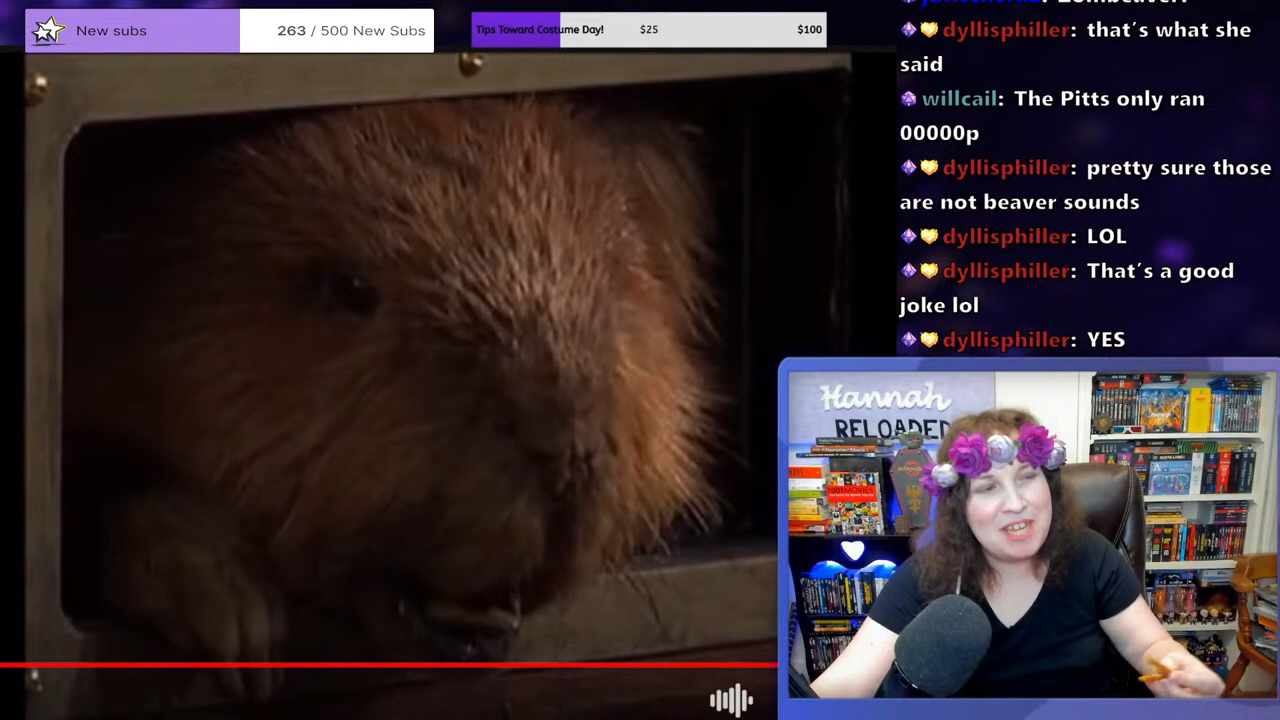 New subs
263 / 500 New Subs
Tips Toward Costume Day!
$25
$100
dyllisphiller: that's what she
said
willcail: The Pitts only ran
00000p
dyllisphiller: pretty sure those
are not beaver sounds
dyllisphiller: LOL
dyllisphiller: That's a good
joke lol
dyllisphiller: YES
Hannah
RELOADED